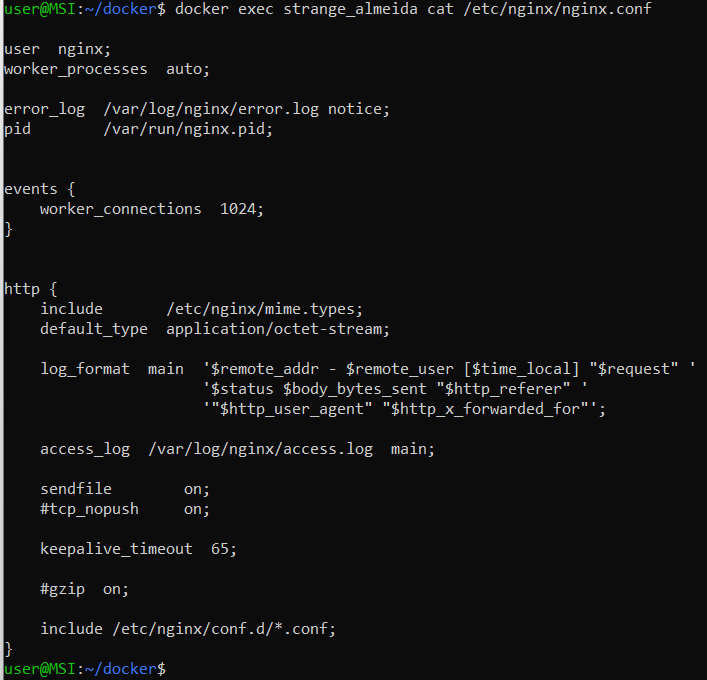 user@MSI:~/docker$ docker exec strange_almeida cat /etc/nginx/nginx.conf
user  nginx;
worker_processes  auto;
error_log  /var/log/nginx/error.log notice;
pid        /var/run/nginx.pid;
events {
    worker_connections  1024;
}
http {
    include       /etc/nginx/mime.types;
    default_type  application/octet-stream;
    log_format  main  '$remote_addr - $remote_user [$time_local] "$request" '
                      '$status $body_bytes_sent "$http_referer" '
                      '"$http_user_agent" "$http_x_forwarded_for"';
    access_log  /var/log/nginx/access.log  main;
    sendfile        on;
    #tcp_nopush     on;
    keepalive_timeout  65;
    #gzip  on;
    include /etc/nginx/conf.d/*.conf;
}
user@MSI:~/docker$